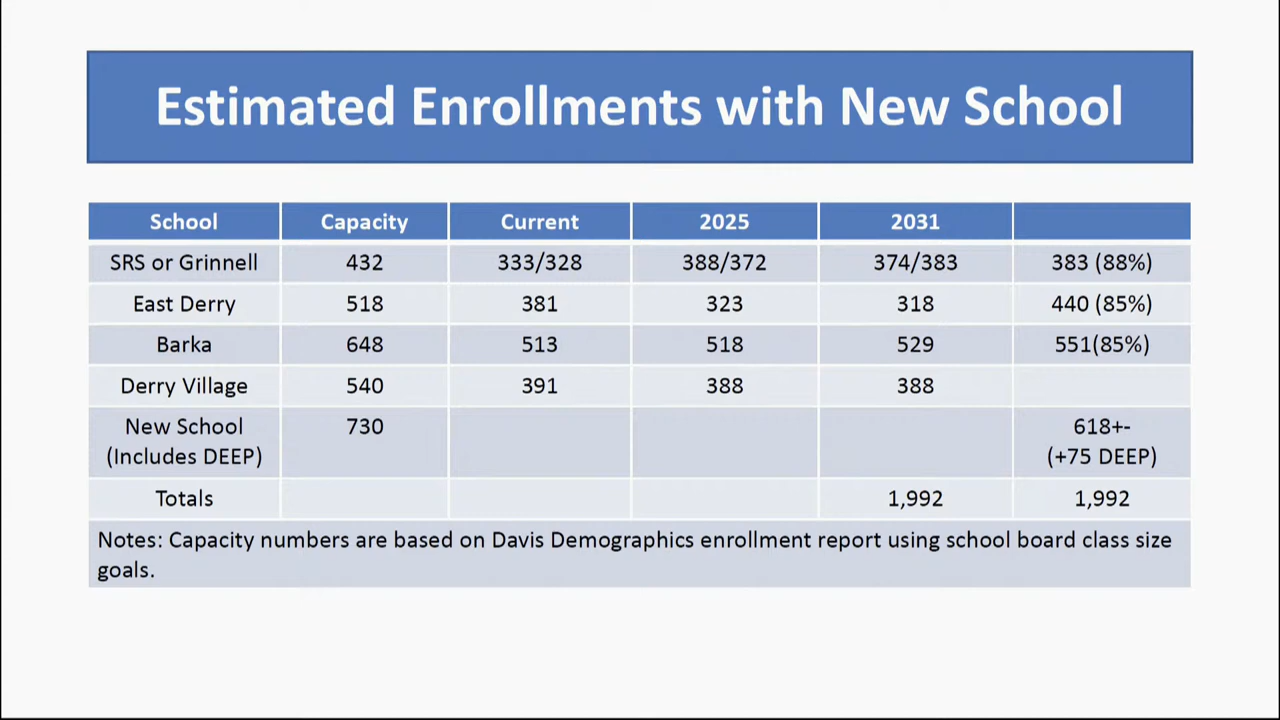 Estimated Enrollments with New School
School Capacity Current 2025 2031
SRS or Grinnell 432 333/328 388/372 374/383 383 (88%)
East Derry 518 381 323 318 440 (85%)
Barka 648 513 518 529 551(85%)
Derry Village 540 391 388 388
New School 730 618+-
(Includes DEEP) (+75 DEEP)
Totals 1,992 1,992
Notes: Capacity numbers are based on Davis Demographics enrollment report using school board class size
goals.